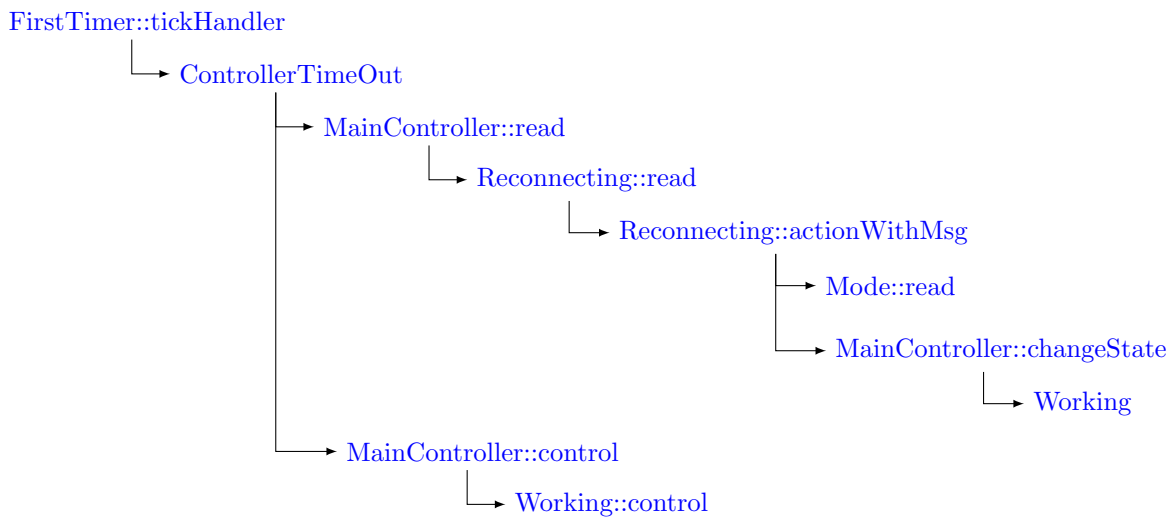 FirstTimer::tickHandler
ControllerTimeOut
MainController::read
Reconnecting::read
Reconnecting::actionWithMsg
Mode::read
MainController::changeState
Working
MainController::control
Working::control